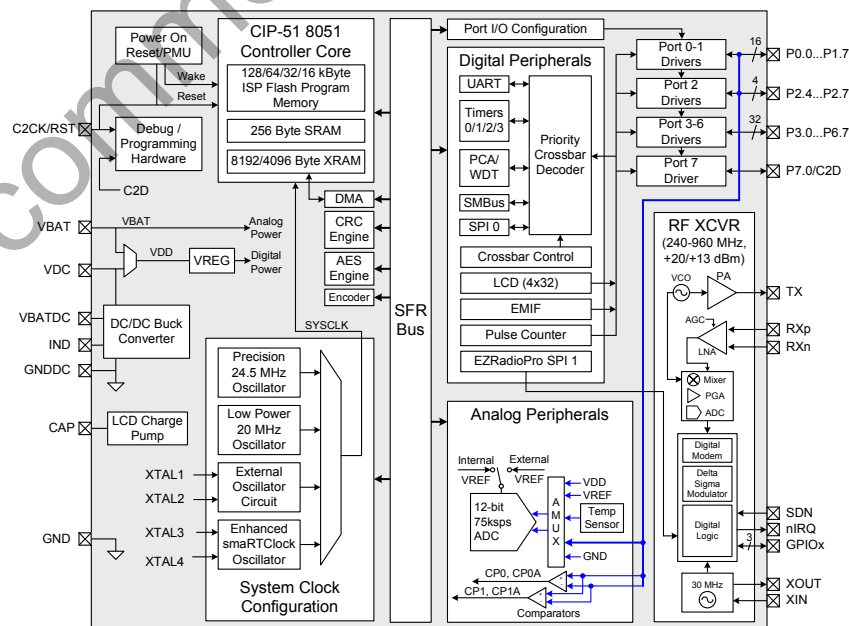 comm
Power On
Reset/PMU
Wake
Reset
C2CK/RST
Debug /
Programming
Hardware
C2D
CIP-51 8051
Controller Core
128/64/32/16 kByte
ISP Flash Program
Memory
256 Byte SRAM
8192/4096 Byte XRAM
DMA
CRC
Engine
AES
Engine
Encoder
VBAT
VBAT
Analog
Power
VDC
VDD
VREG
Digital
Power
VBATDC
IND
GNDDC
DC/DC Buck
Converter
SYSCLK
CAP
LCD Charge
Pump
XTAL1
XTAL2
XTAL3
XTAL4
GND
Precision
24.5 MHz
Oscillator
Low Power
20 MHz
Oscillator
External
Oscillator
Circuit
Enhanced
smaRTClock
Oscillator
System Clock
Configuration
SFR
Bus
Port I/O Configuration
Digital Peripherals
UART
Timers
0/1/2/3
PCA/
WDT
SMBus
SPI 0
Priority
Crossbar
Decoder
Crossbar Control
LCD (4x32)
EMIF
Pulse Counter
EZRadioPro SPI 1
Port 0-1
Drivers
Port 2
Drivers
Port 3-6
Drivers
Port 7
Driver
16
P0.0...P1.7
4
P2.4...P2.7
32
P3.0...P6.7
P7.0/C2D
Analog Peripherals
Internal
VREF
External
VREF
12-bit
75ksps
ADC
A
M
U
X
VDD
VREF
Temp
Sensor
GND
CP0, CP0A
CP1, CP1A
+
-
+
-
Comparators
RF XCVR
(240-960 MHz,
+20/+13 dBm)
VCO
PA
TX
AGC
LNA
RXp
RXn
Mixer
PGA
ADC
Digital
Modem
Delta
Sigma
Modulator
Digital
Logic
SDN
nIRQ
3
GPIOx
30 MHz
XOUT
XIN